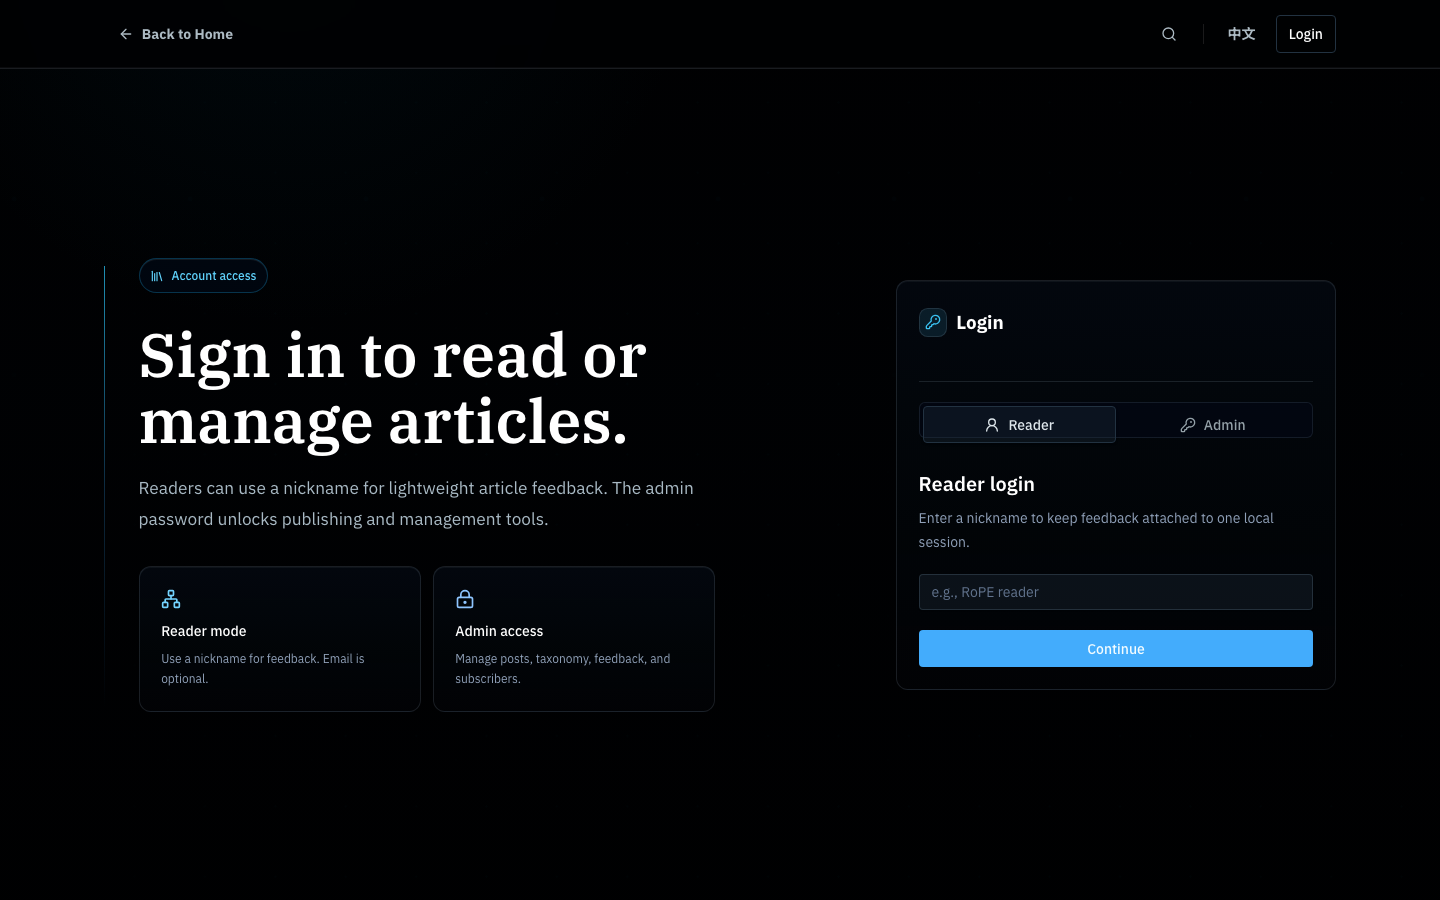 Back to Home
中文
Login
Account access
Sign in to read or
manage articles.
Readers can use a nickname for lightweight article feedback. The admin
password unlocks publishing and management tools.
Reader mode
Use a nickname for feedback. Email is
optional.
Admin access
Manage posts, taxonomy, feedback, and
subscribers.
Login
Reader
Admin
Reader login
Enter a nickname to keep feedback attached to one local
session.
e.g., RoPE reader
Continue